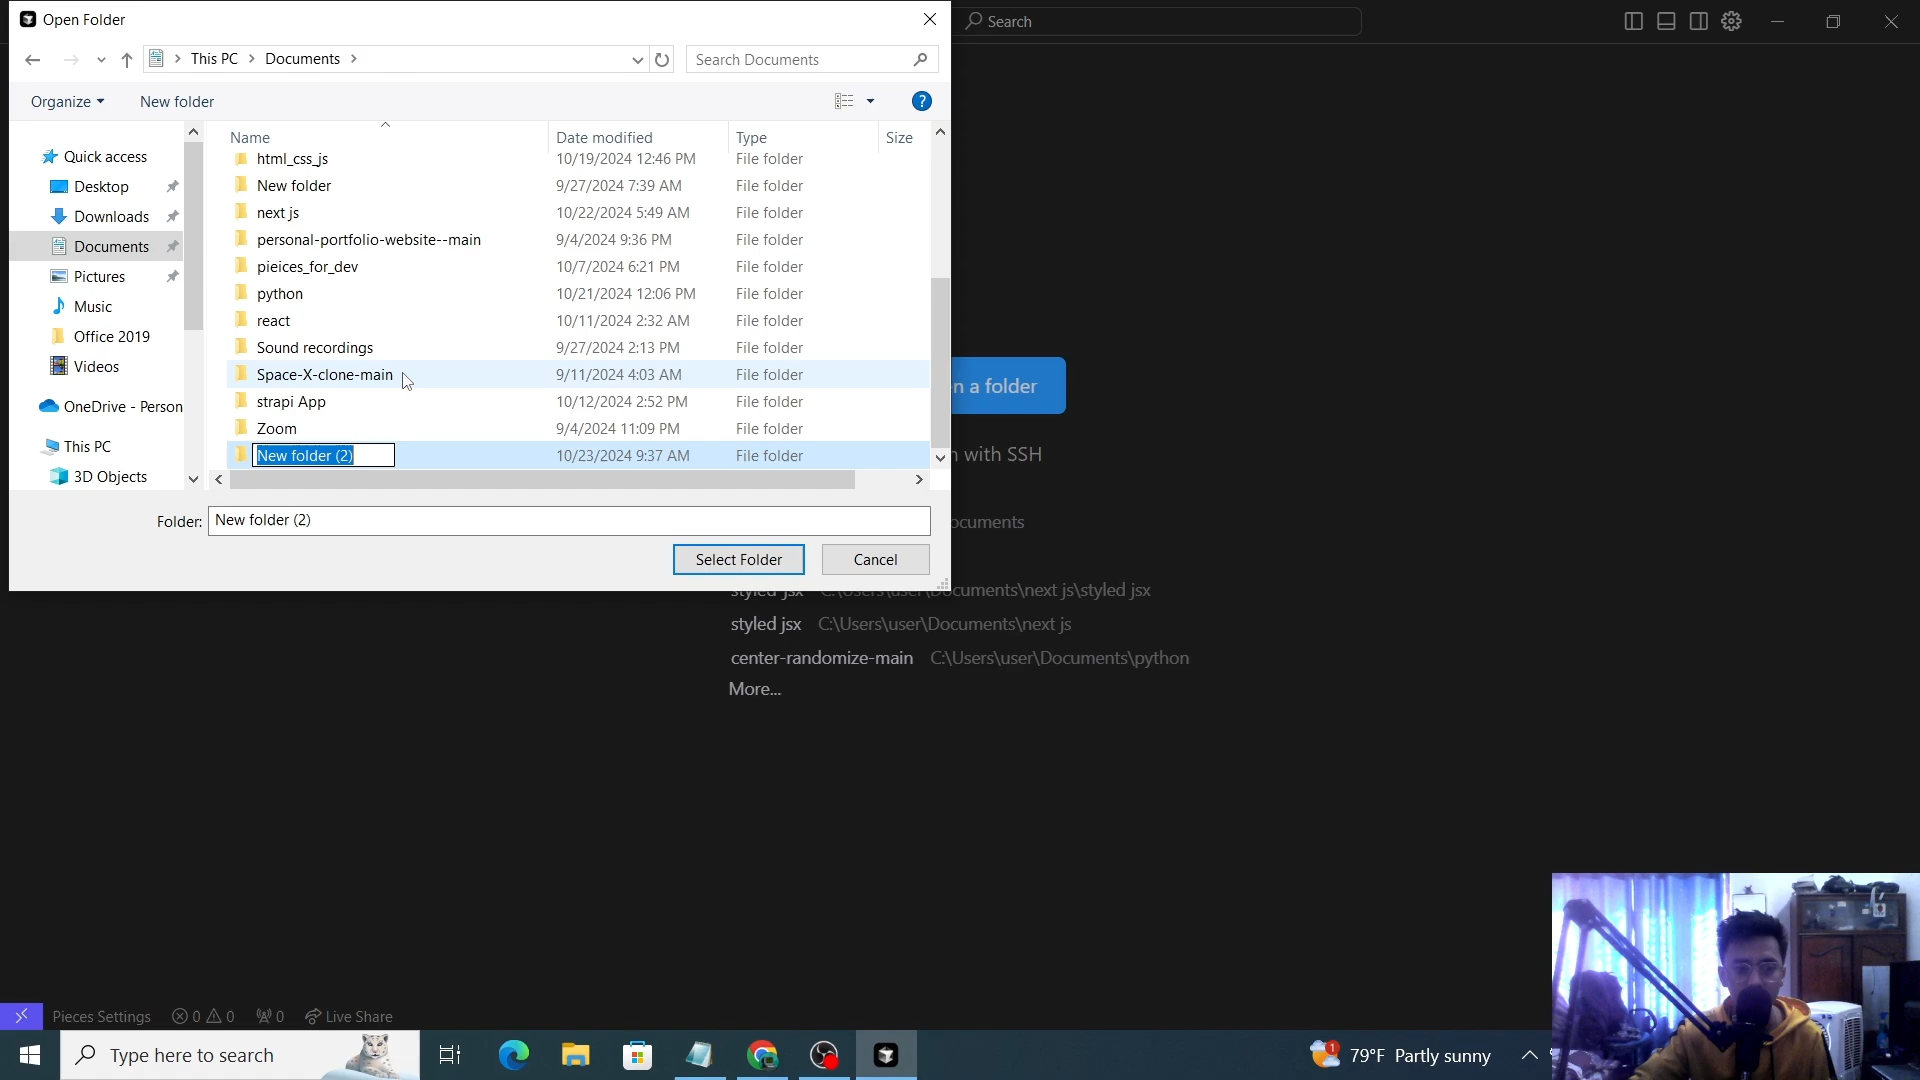 Open Folder
Search
This PC > Documents >
Search Documents
Organize
New folder
?
Name
Date modified
Type
Size
html_css_js 10/19/2024 12:46 PM File folder
New folder 9/27/2024 7:39 AM File folder
next js 10/22/2024 5:49 AM File folder
personal-portfolio-website--main 9/4/2024 9:36 PM File folder
pieices_for_dev 10/7/2024 6:21 PM File folder
python 10/21/2024 12:06 PM File folder
react 10/11/2024 2:32 AM File folder
Sound recordings 9/27/2024 2:13 PM File folder
Space-X-clone-main 9/11/2024 4:03 AM File folder
strapi App 10/12/2024 2:52 PM File folder
Zoom 9/4/2024 11:09 PM File folder
New folder (2) 10/23/2024 9:37 AM File folder
Quick access
Desktop
Downloads
Documents
Pictures
Music
Office 2019
Videos
OneDrive - Person
This PC
3D Objects
Folder: New folder (2)
Select Folder
Cancel
n a folder
n with SSH
ocuments
styled jsx C:\Users\user\Documents\next js\styled jsx
styled jsx C:\Users\user\Documents\next js
center-randomize-main C:\Users\user\Documents\python
More...
Pieces Settings 0 0 0 Live Share
Type here to search
1
79°F Partly sunny